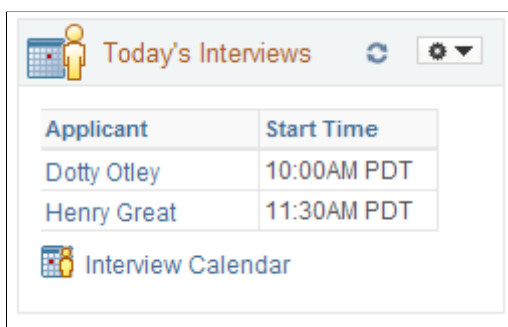 Today's Interviews
Applicant Start Time
Dotty Otley 10:00AM PDT
Henry Great 11:30AM PDT
Interview Calendar